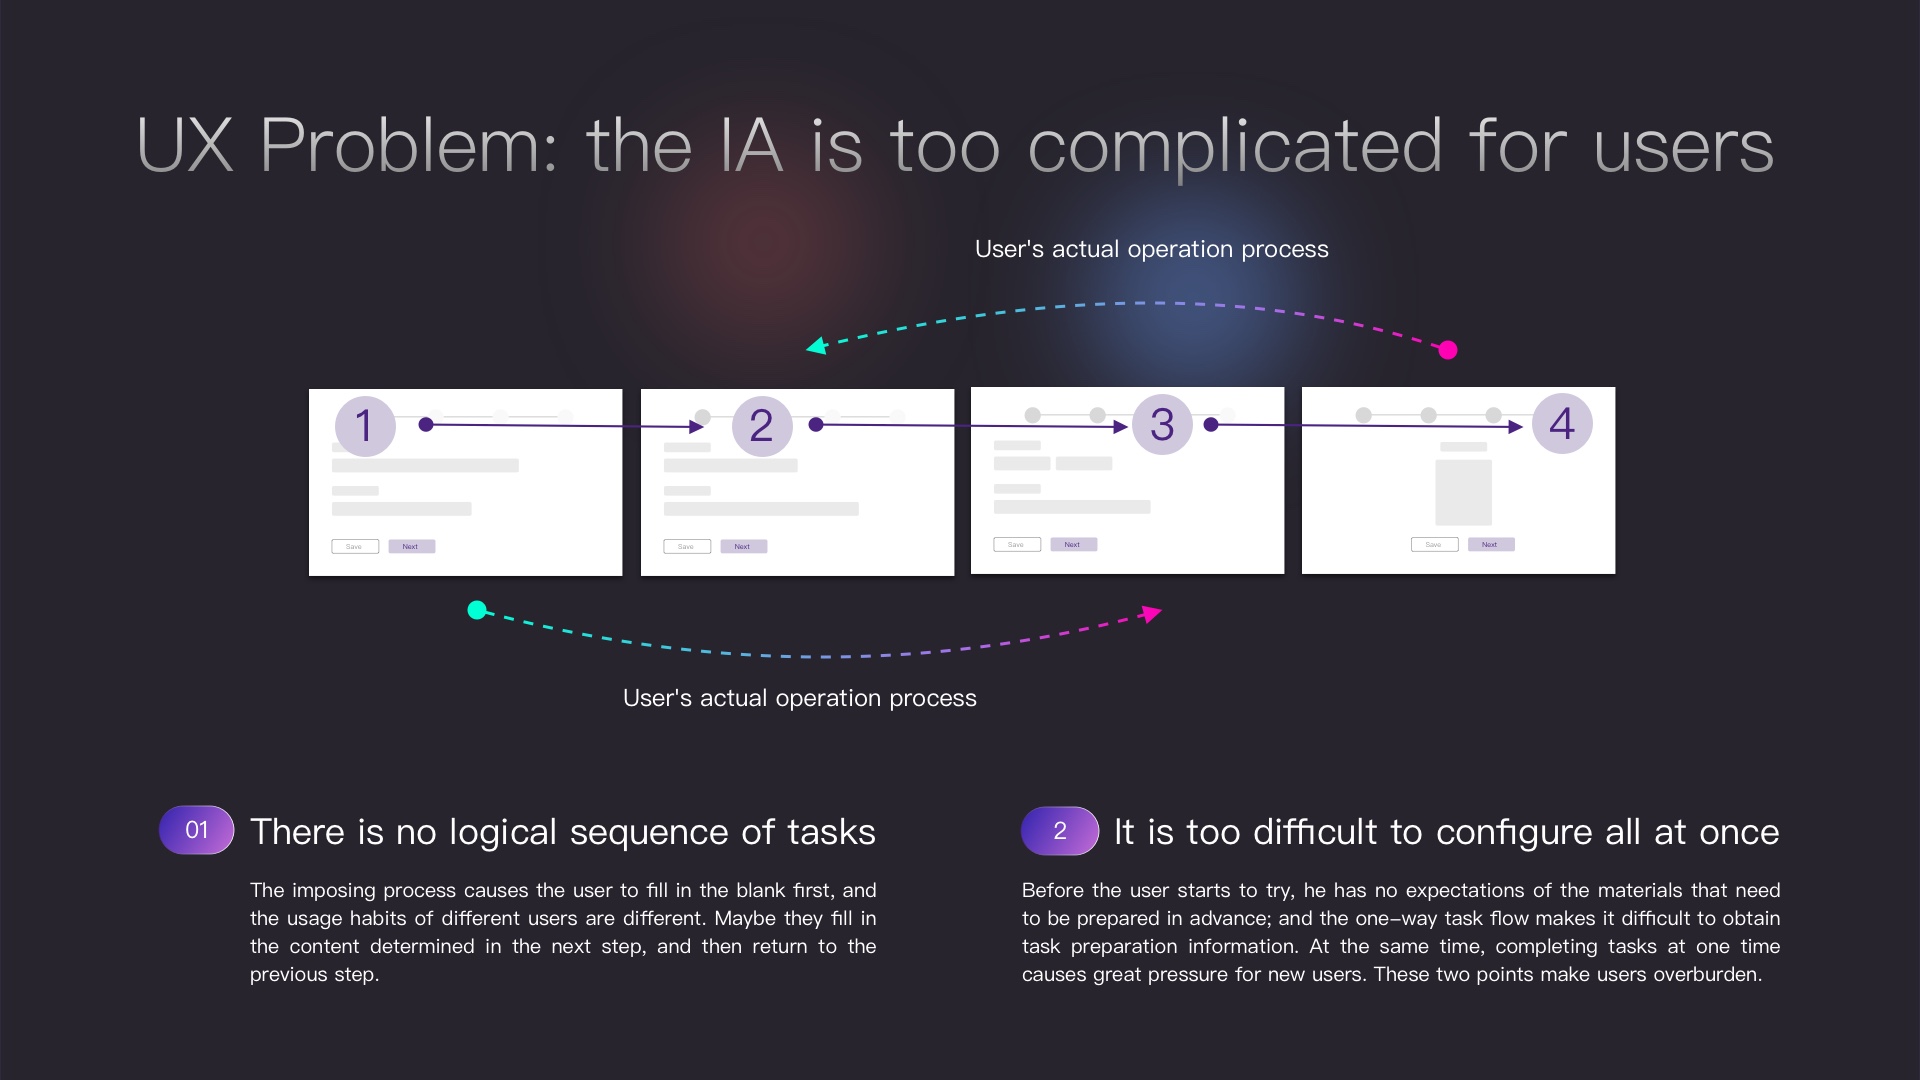 UX Problem: the IA is too complicated for users
User's actual operation process
1
2
3
4
Save Next
Save Next
Save Next
Save Next
User's actual operation process
01 There is no logical sequence of tasks
The imposing process causes the user to fill in the blank first, and
the usage habits of different users are different. Maybe they fill in
the content determined in the next step, and then return to the
previous step.
2 It is too difficult to configure all at once
Before the user starts to try, he has no expectations of the materials that need
to be prepared in advance; and the one–way task flow makes it difficult to obtain
task preparation information. At the same time, completing tasks at one time
causes great pressure for new users. These two points make users overburden.